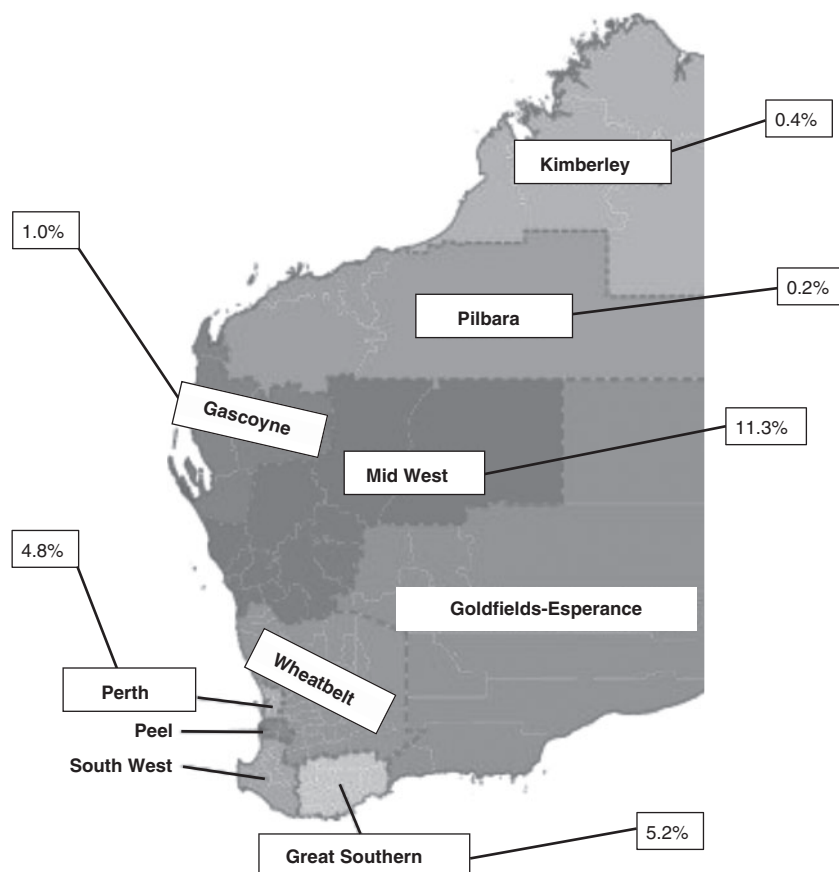 0.4%
Kimberley
1.0%
0.2%
Pilbara
Gascoyne
11.3%
Mid West
4.8%
Goldfields-Esperance
Wheatbelt
Perth
Peel
South West
5.2%
Great Southern